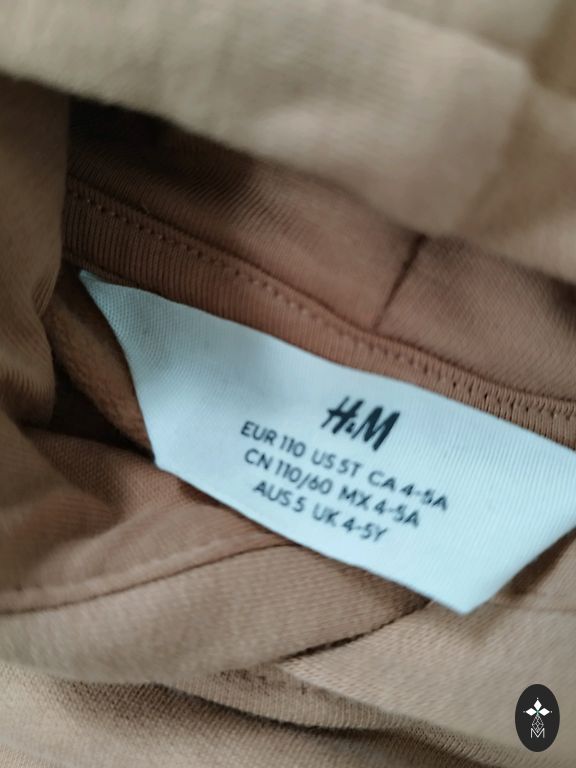 H&M
EUR 110 US 5T CA 4-5A
CN 110/60 MX 4-5A
AUS 5 UK 4-5Y
M